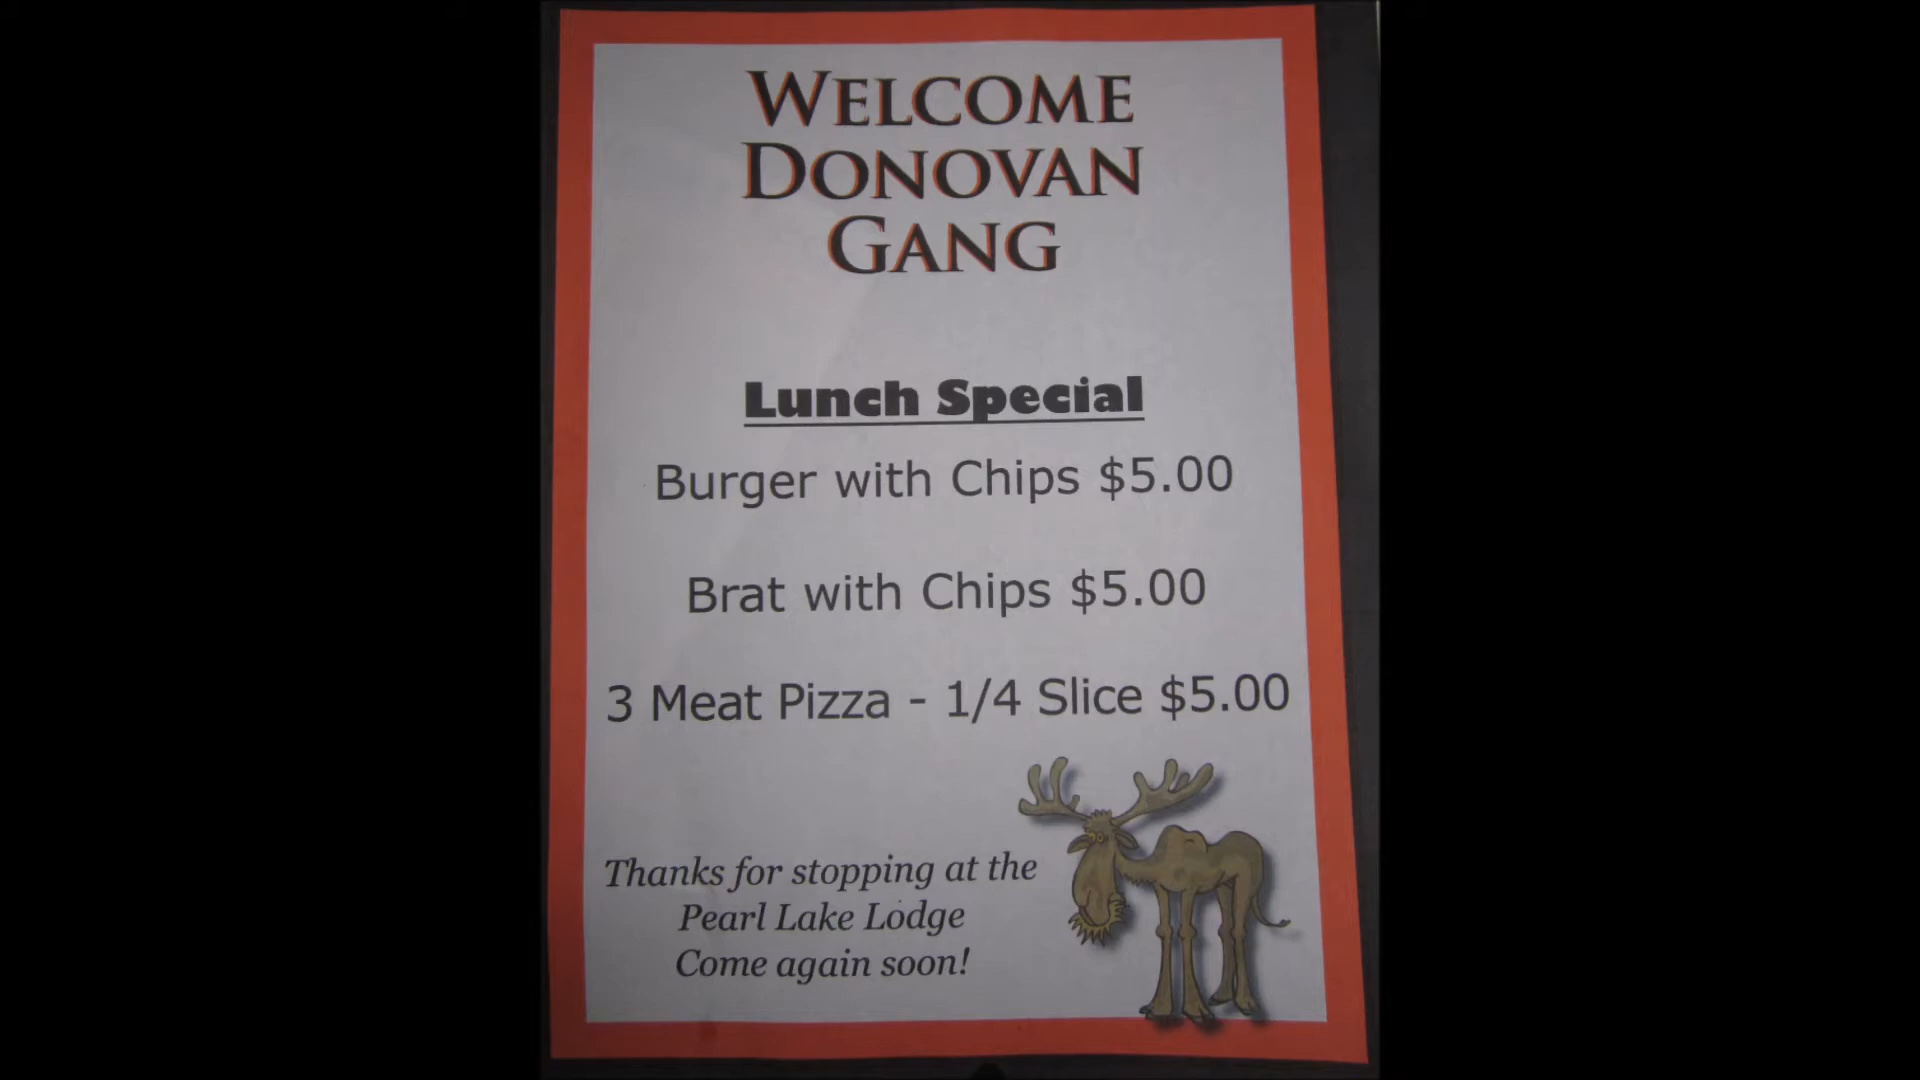 WELCOME
DONOVAN
GANG
Lunch Special
Burger with Chips $5.00
Brat with Chips $5.00
3 Meat Pizza - 1/4 Slice $5.00
Thanks for stopping at the
Pearl Lake Lodge
Come again soon!